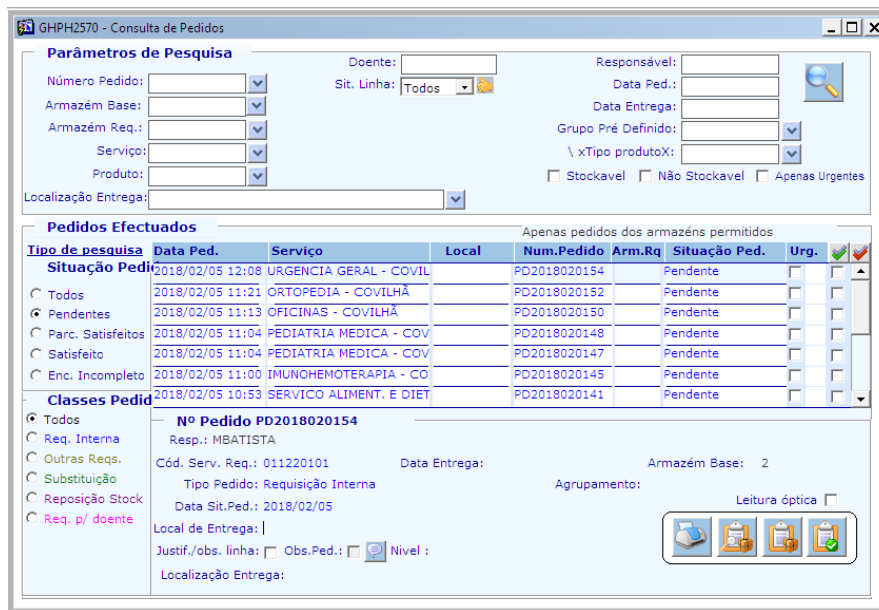 GHPH2570 - Consulta de Pedidos
Parâmetros de Pesquisa
Doente:
Responsável:
Número Pedido:
Sit. Linha: Todos
Data Ped.:
Armazém Base:
Data Entrega:
Armazém Req.:
Grupo Pré Definido:
Serviço:
\ xTipo produtoX:
Produto:
Stockavel Não Stockavel Apenas Urgentes
Localização Entrega:
Pedidos Efectuados
Apenas pedidos dos armazéns permitidos
Tipo de pesquisa Data Ped. Serviço Local Num.Pedido Arm.Rq Situação Ped. Urg.
Situação Pedi 2018/02/05 12:08 URGENCIA GERAL - COVIL PD2018020154 Pendente
Todos 2018/02/05 11:21 ORTOPEDIA - COVILHÃ PD2018020152 Pendente
Pendentes 2018/02/05 11:13 OFICINAS - COVILHÃ PD2018020150 Pendente
Parc. Satisfeitos 2018/02/05 11:04 PEDIATRIA MEDICA - COV PD2018020148 Pendente
Satisfeito 2018/02/05 11:04 PEDIATRIA MEDICA - COV PD2018020147 Pendente
Enc. Incompleto 2018/02/05 11:00 IMUNOHEMOTERAPIA - CO PD2018020145 Pendente
Classes Pedid 2018/02/05 10:53 SERVICO ALIMENT. E DIET PD2018020141 Pendente
Todos
Req. Interna
Outras Reqs.
Substituição
Reposição Stock
Req. p/ doente
Nº Pedido PD2018020154
Resp.: MBATISTA
Cód. Serv. Req.: 011220101 Data Entrega: Armazém Base: 2
Tipo Pedido: Requisição Interna Agrupamento:
Leitura óptica
Data Sit.Ped.: 2018/02/05
Local de Entrega:
Justif./obs. linha: Obs.Ped.: Nivel :
Localização Entrega: